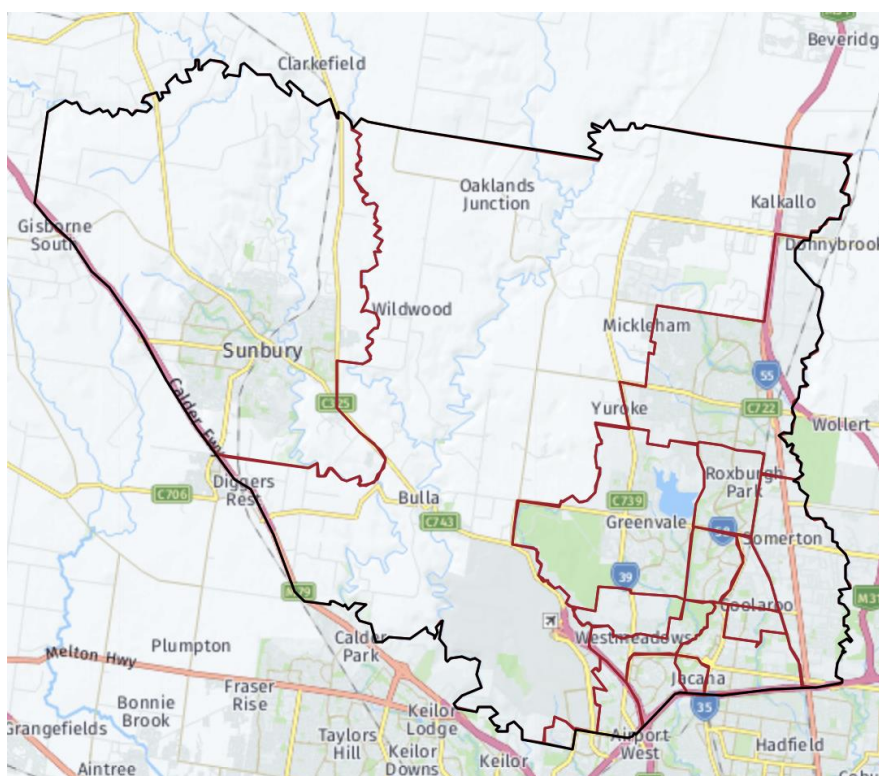 Clarkefield
Beveridg
Oaklands
Junction
Kalkallo
Gisborne
South
Donnybrook
Wildwood
Mickleham
Sunbury
55
Calder Fwy
C325
Yuroke
C722
Wollert
Diggers
Rest
C706
Bulla
C743
Roxburgh
Park
C739
Greenvale
Somerton
39
M31
M79
Coolaroo
Plumpton
Calder
Park
Westmeadows
Melton Hwy
Jacana
Fraser
Rise
Bonnie
Brook
Keilor
Lodge
35
Grangefields
Taylors
Hill
Keilor
Downs
Keilor
Airport
West
Hadfield
Aintree